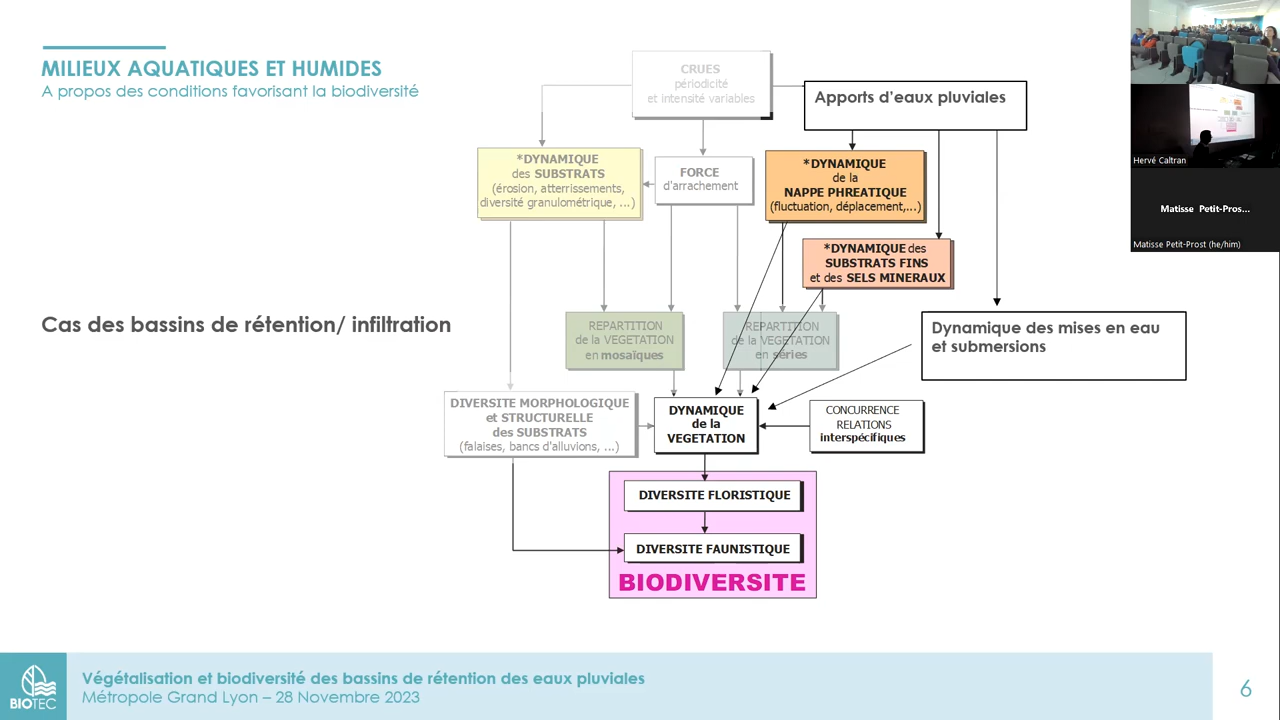 MILIEUX AQUATIQUES ET HUMIDES
A propos des conditions favorisant la biodiversité
CRUES
périodicité
et intensité variables
Apports d'eaux pluviales
*DYNAMIQUE
des SUBSTRATS
(érosion, atterrissements,
diversité granulométrique, ...)
FORCE
d'arrachement
*DYNAMIQUE
de la
NAPPE PHREATIQUE
(fluctuation, déplacement,...)
*DYNAMIQUE des
SUBSTRATS FINS
et des SELS MINERAUX
Cas des bassins de rétention/ infiltration
REPARTITION
de la VEGETATION
en mosaïques
REPARTITION
de la VEGETATION
en séries
Dynamique des mises en eau
et submersions
DIVERSITE MORPHOLOGIQUE
et STRUCTURELLE
des SUBSTRATS
(falaises, bancs d'alluvions, ...)
DYNAMIQUE
de la
VEGETATION
CONCURRENCE
RELATIONS
interspécifiques
DIVERSITE FLORISTIQUE
DIVERSITE FAUNISTIQUE
BIODIVERSITE
Hervé Caltran
Matisse Petit-Pros...
Matisse Petit-Prost (he/him)
BIOTEC
Végétalisation et biodiversité des bassins de rétention des eaux pluviales
Métropole Grand Lyon – 28 Novembre 2023
6